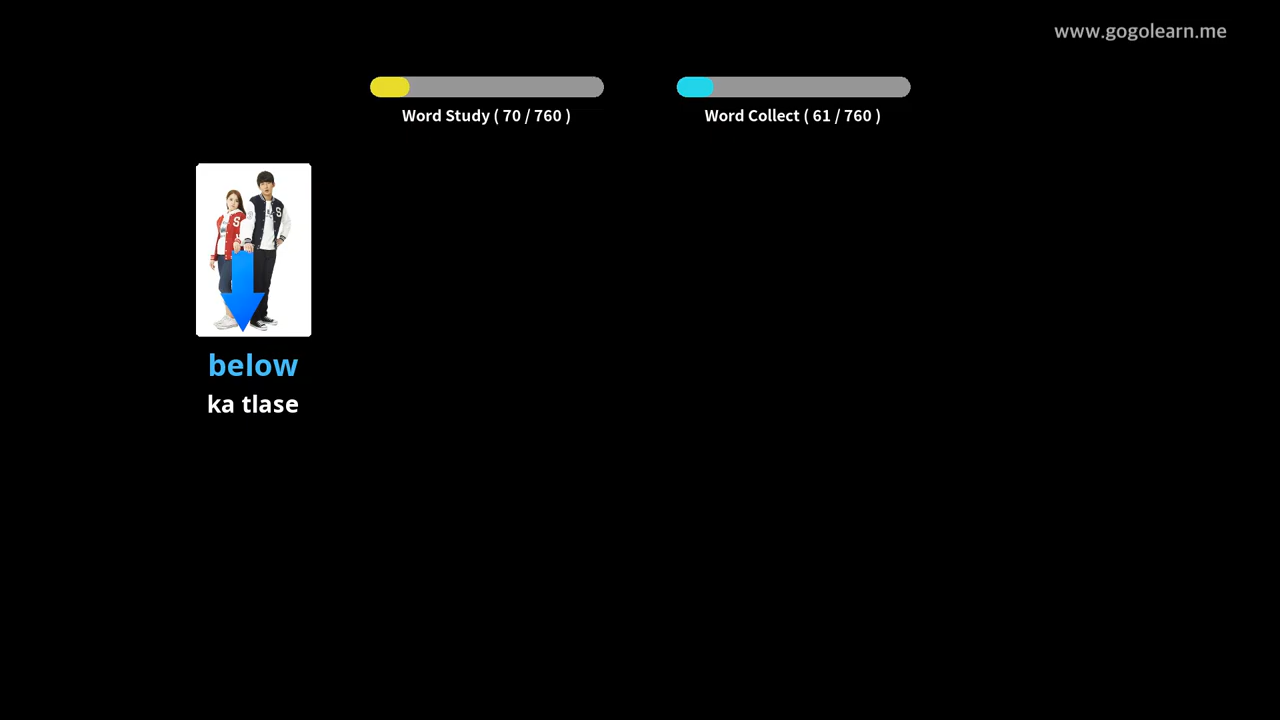 www.gogolearn.me
Word Study ( 70 / 760 )
Word Collect ( 61 / 760 )
S
S
below
ka tlase